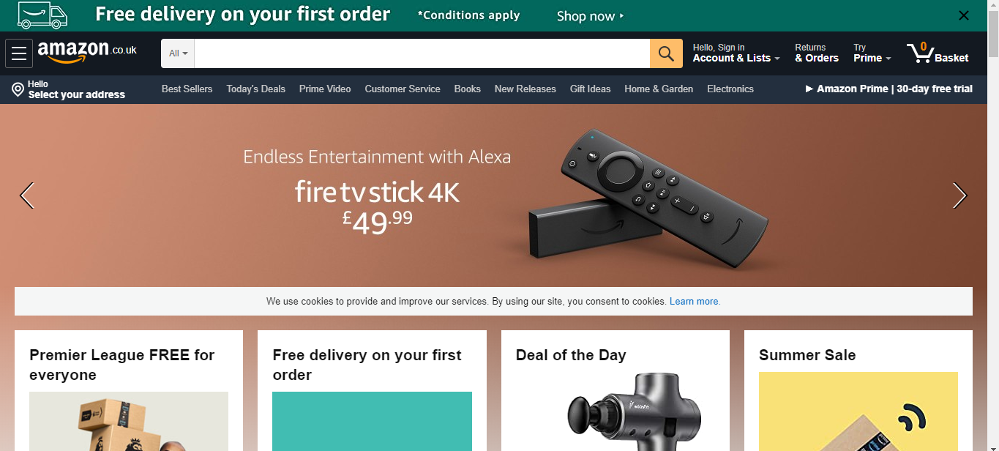 Free delivery on your first order *Conditions apply Shop now
amazon.co.uk
All
Hello, Sign in
Account & Lists
Returns
& Orders
Try
Prime
0
Basket
Hello
Select your address
Best Sellers Today's Deals Prime Video Customer Service Books New Releases Gift Ideas Home & Garden Electronics
Amazon Prime | 30-day free trial
Endless Entertainment with Alexa
fire tv stick 4K
£49.99
We use cookies to provide and improve our services. By using our site, you consent to cookies. Learn more.
Premier League FREE for
everyone
Free delivery on your first
order
Deal of the Day
Summer Sale